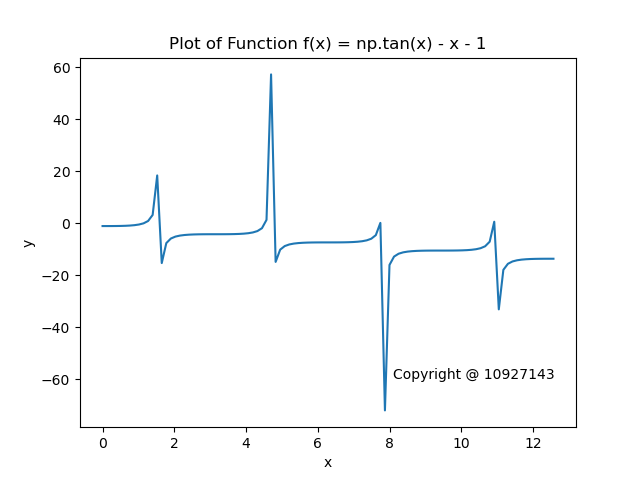 Plot of Function f(x) = np.tan(x) - x - 1
60
40
20
0
−20
−40
−60
y
Copyright @ 10927143
0 2 4 6 8 10 12
x